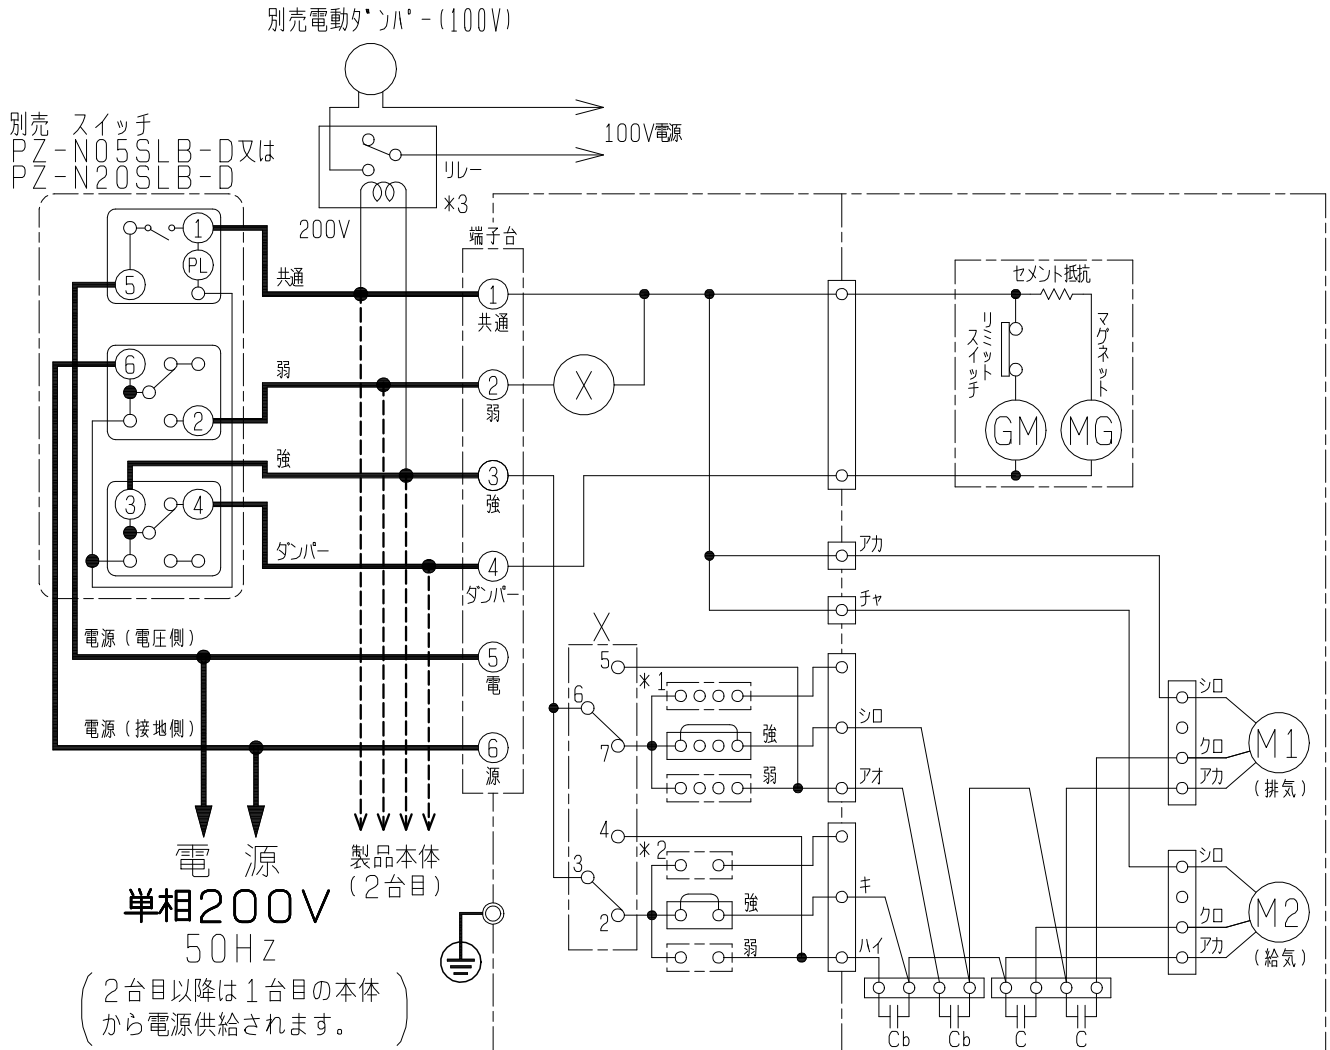 別売電動ダンパー(100V)
100V電源
別売 スイッチ
PZ-N05SLB-D又は
PZ-N20SLB-D
リレー
*3
200V
端子台
1
PL
5
共通
1
共通
セメント抵抗
リミット
スイッチ
マグネット
6
2
弱
2
弱
X
GM
MG
3
4
強
3
強
ダンパー
4
ダンパー
アカ
チャ
電源(電圧側)
5
電
X
5
*1
6
7
強
弱
シロ
アオ
シロ
クロ
アカ
M1
(排気)
電源(接地側)
6
源
4
*2
3
2
強
弱
キ
ハイ
シロ
クロ
アカ
M2
(給気)
電 源
製品本体
(2台目)
単相200V
50Hz
2台目以降は1台目の本体
から電源供給されます。
Cb
Cb
C
C